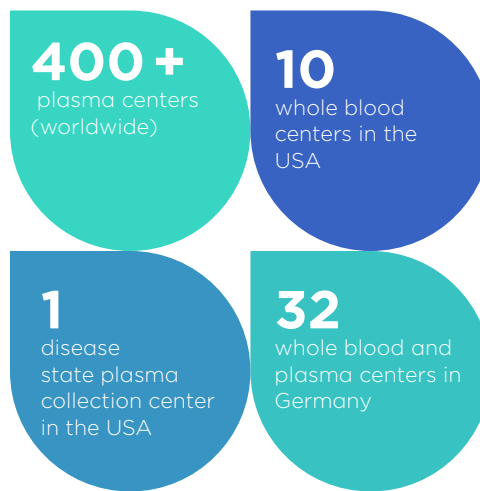 400 +
plasma centers
(worldwide)
10
whole blood
centers in the
USA
1
disease
state plasma
collection center
in the USA
32
whole blood and
plasma centers in
Germany